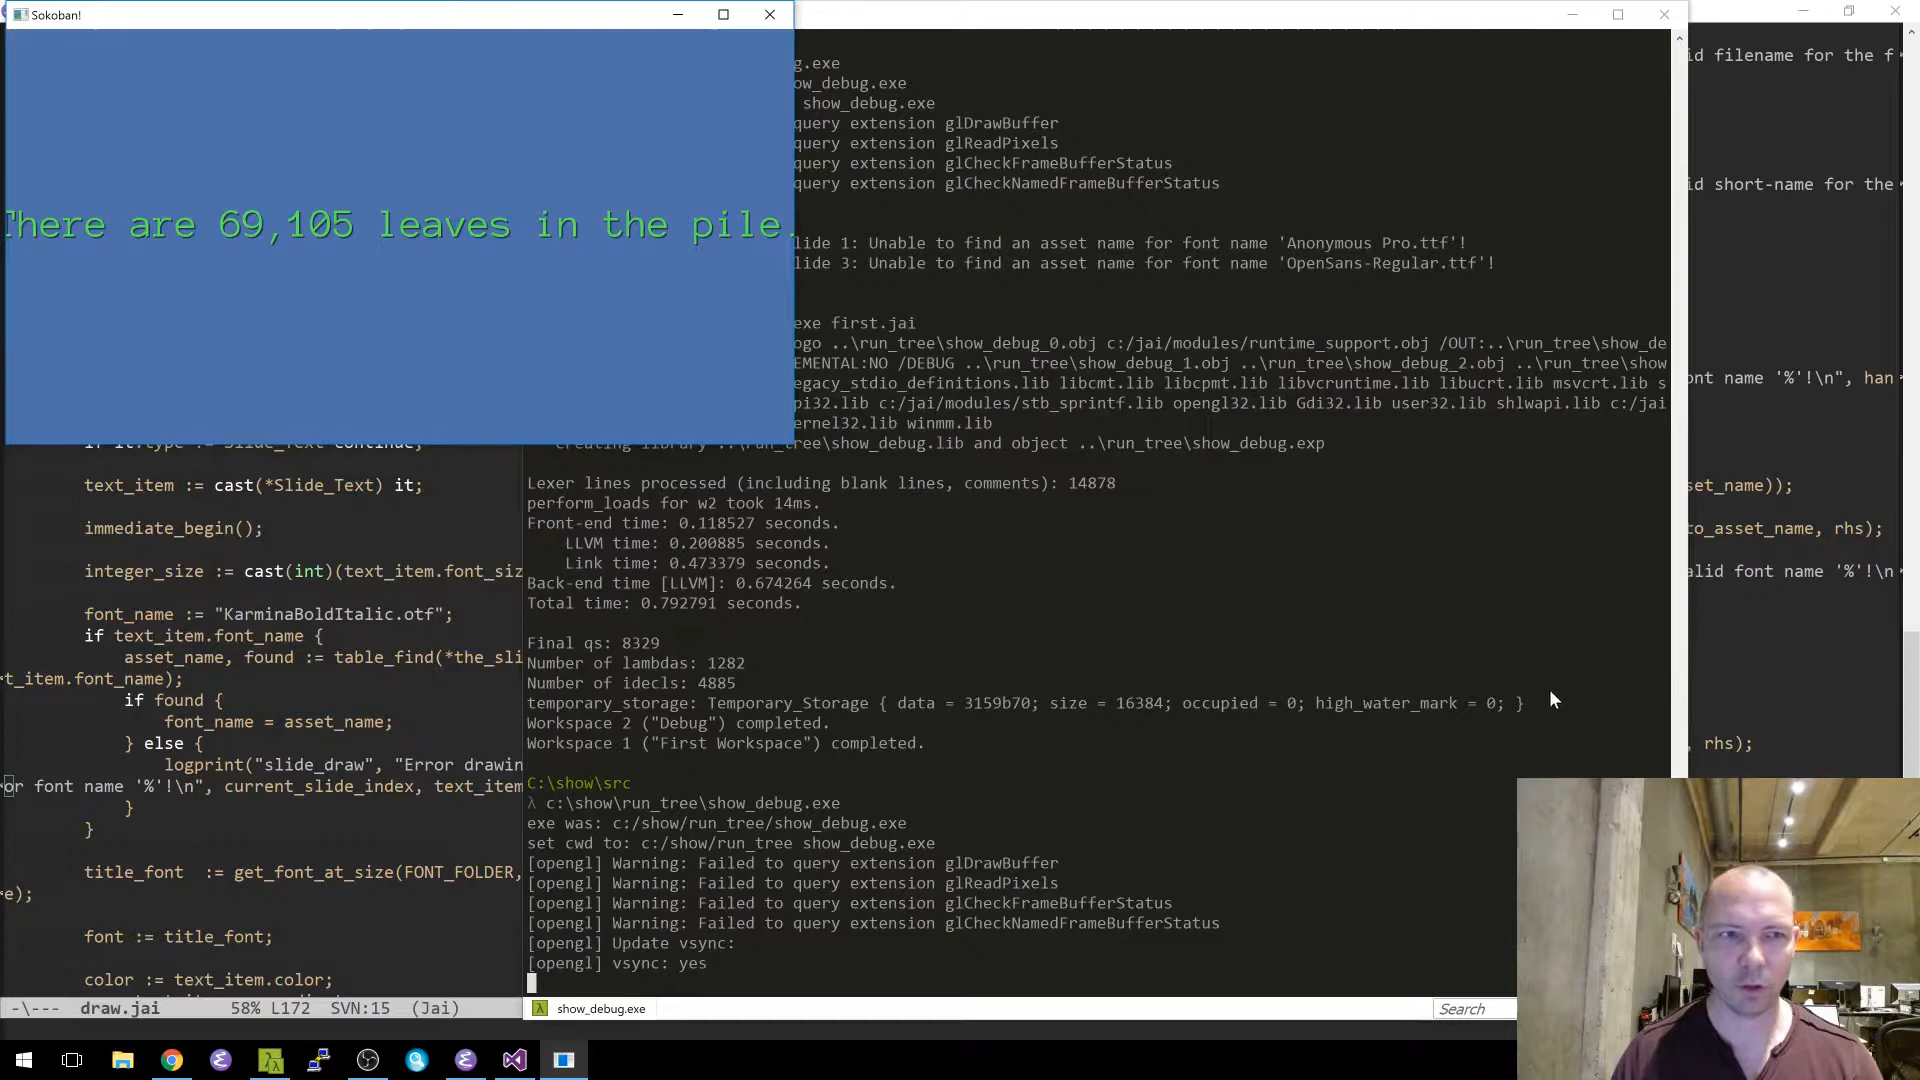 Sokoban!
There are 69,105 leaves in the pile.
g.exe
ow_debug.exe
show_debug.exe
query extension glDrawBuffer
query extension glReadPixels
query extension glCheckFrameBufferStatus
query extension glCheckNamedFrameBufferStatus
lide 1: Unable to find an asset name for font name 'Anonymous Pro.ttf'!
lide 3: Unable to find an asset name for font name 'OpenSans-Regular.ttf'!
exe first.jai
ogo ..\run_tree\show_debug_0.obj c:/jai/modules/runtime_support.obj /OUT:..\run_tree\show_de
EMENTAL:NO /DEBUG ..\run_tree\show_debug_1.obj ..\run_tree\show_debug_2.obj ..\run_tree\show
egacy_stdio_definitions.lib libcmt.lib libcpmt.lib libvcruntime.lib libucrt.lib msvcrt.lib s
pi32.lib c:/jai/modules/stb_sprintf.lib opengl32.lib Gdi32.lib user32.lib shlwapi.lib c:/jai
ernel32.lib winmm.lib
Creating library ..\run_tree\show_debug.lib and object ..\run_tree\show_debug.exp
Lexer lines processed (including blank lines, comments): 14878
perform_loads for w2 took 14ms.
Front-end time: 0.118527 seconds.
LLVM time: 0.200885 seconds.
Link time: 0.473379 seconds.
Back-end time [LLVM]: 0.674264 seconds.
Total time: 0.792791 seconds.
Final qs: 8329
Number of lambdas: 1282
Number of idecls: 4885
temporary_storage: Temporary_Storage { data = 3159b70; size = 16384; occupied = 0; high_water_mark = 0; }
Workspace 2 ("Debug") completed.
Workspace 1 ("First Workspace") completed.
C:\show\src
λ c:\show\run_tree\show_debug.exe
exe was: c:/show/run_tree/show_debug.exe
set cwd to: c:/show/run_tree show_debug.exe
[opengl] Warning: Failed to query extension glDrawBuffer
[opengl] Warning: Failed to query extension glReadPixels
[opengl] Warning: Failed to query extension glCheckFrameBufferStatus
[opengl] Warning: Failed to query extension glCheckNamedFrameBufferStatus
[opengl] Update vsync:
[opengl] vsync: yes
show_debug.exe
Search
text_item := cast(*Slide_Text) it;
immediate_begin();
integer_size := cast(int)(text_item.font_siz
font_name := "KarminaBoldItalic.otf";
if text_item.font_name {
asset_name, found := table_find(*the_sli
t_item.font_name);
if found {
font_name = asset_name;
} else {
logprint("slide_draw", "Error drawin
or font name '%'!\n", current_slide_index, text_item
}
}
title_font := get_font_at_size(FONT_FOLDER,
e);
font := title_font;
color := text_item.color;
-\--- draw.jai 58% L172 SVN:15 (Jai)
id filename for the f
id short-name for the
ont name '%'!\n", han
set_name));
to_asset_name, rhs);
alid font name '%'!\n
, rhs);